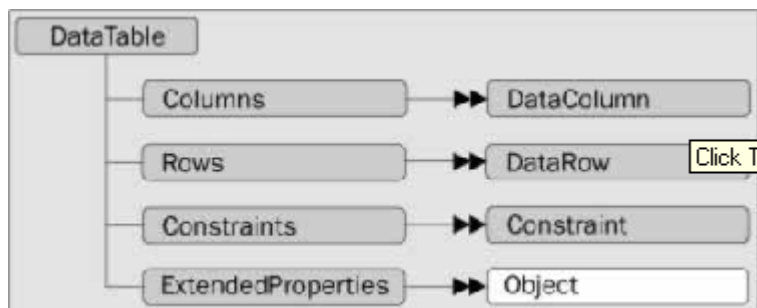 DataTable
Columns DataColumn
Rows DataRow Click T
Constraints Constraint
ExtendedProperties Object